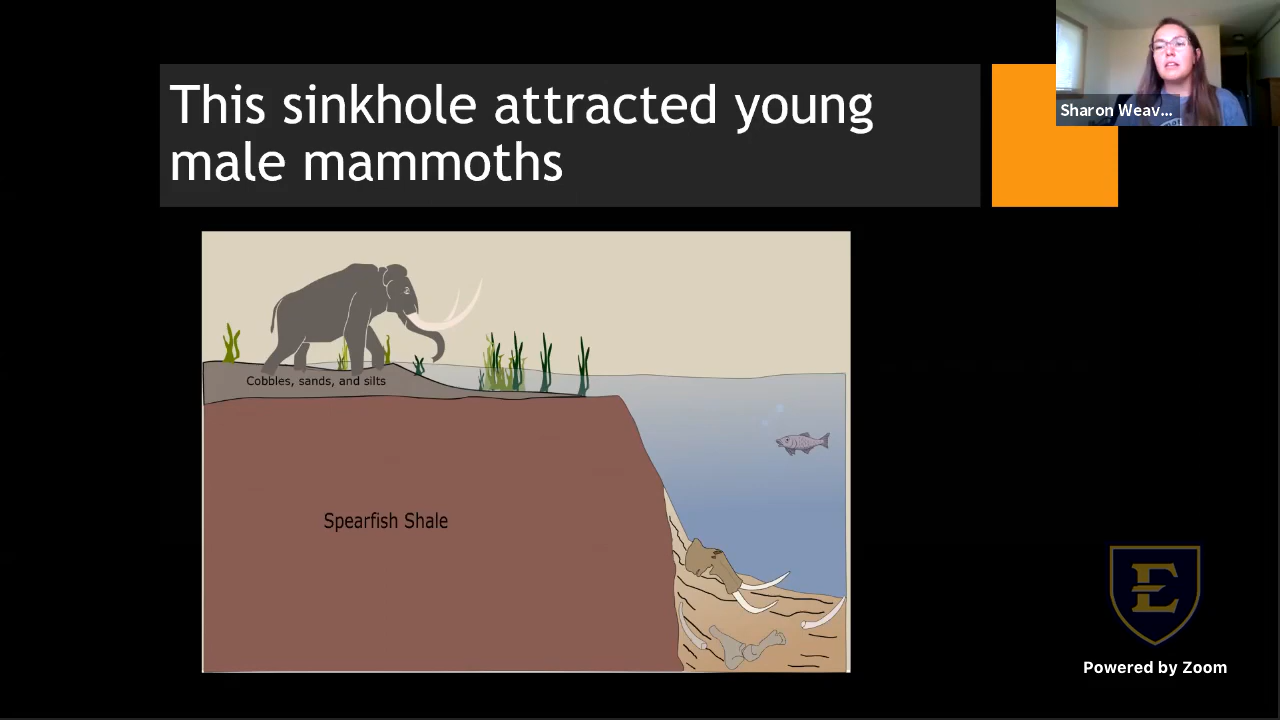 This sinkhole attracted young
male mammoths
Sharon Weav...
Cobbles, sands, and silts
Spearfish Shale
E
Powered by Zoom